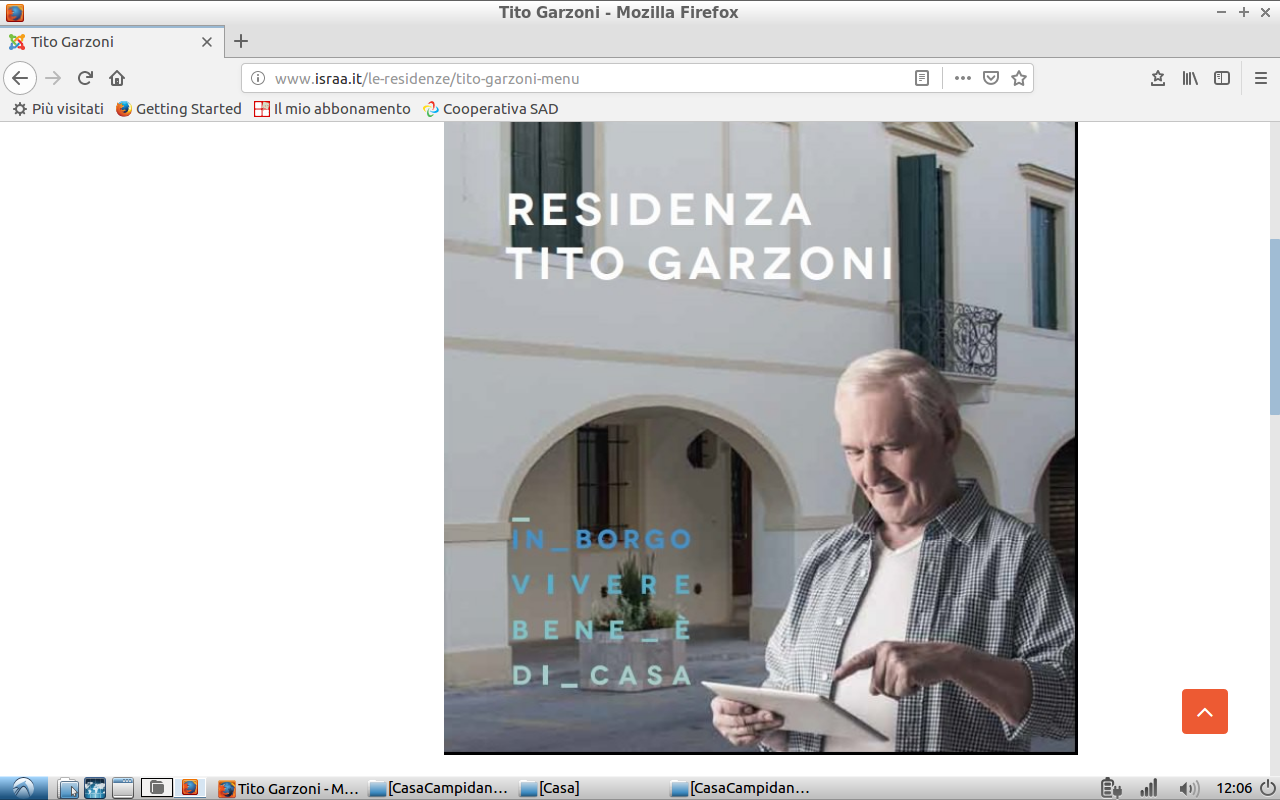 Tito Garzoni - Mozilla Firefox
Tito Garzoni
www.israa.it/le-residenze/tito-garzoni-menu
Più visitati Getting Started Il mio abbonamento Cooperativa SAD
RESIDENZA
TITO GARZONI
IN_BORGO
VIVERE
BENE_È
DI_CASA
Tito Garzoni - M... [CasaCampidan... [Casa] [CasaCampidan... 12:06